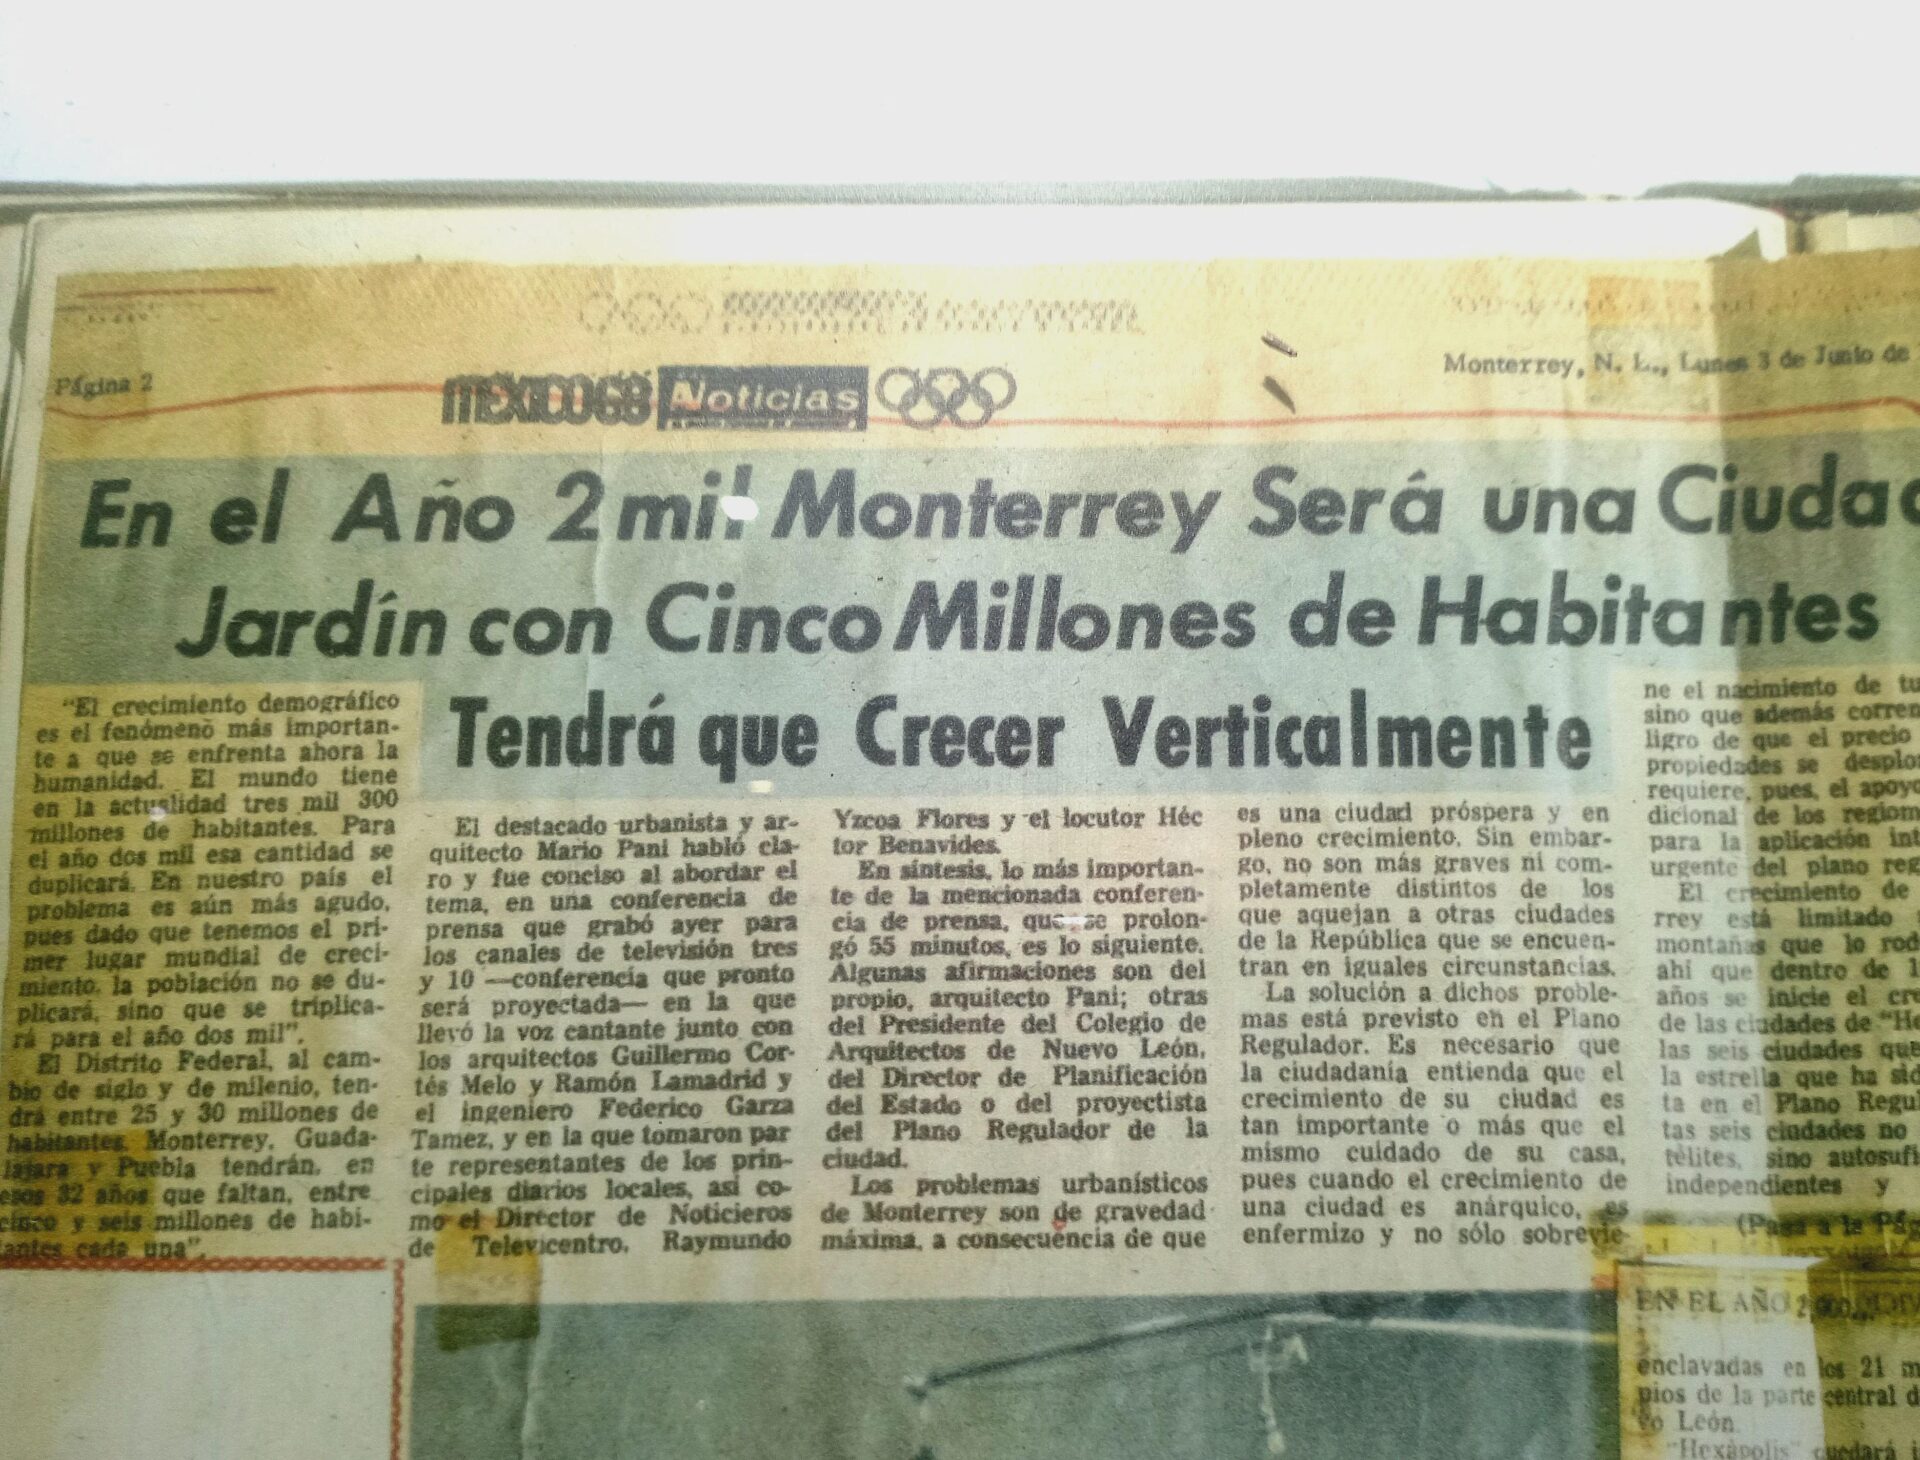 Página 2
MEXICO68 Noticias
Monterrey, N. L., Lunes 3 de Junio de
En el Año 2 mil Monterrey Será una Ciudad
Jardín con Cinco Millones de Habitantes
Tendrá que Crecer Verticalmente
"El crecimiento demográfico
es el fenómeno más importan-
te a que se enfrenta ahora la
humanidad. El mundo tiene
en la actualidad tres mil 300
millones de habitantes. Para
el año dos mil esa cantidad se
duplicará. En nuestro país el
problema es aún más agudo,
pues dado que tenemos el pri-
mer lugar mundial de creci-
miento, la población no se du-
plicará, sino que se triplica-
rá para el año dos mil".
El Distrito Federal, al cam-
bio de siglo y de milenio, ten-
drá entre 25 y 30 millones de
habitantes. Monterrey, Guada-
lajara y Puebla tendrán, en
esos 32 años que faltan, entre
cinco y seis millones de habi-
tantes cada una".
El destacado urbanista y ar-
quitecto Mario Pani habló cla-
ro y fue conciso al abordar el
tema, en una conferencia de
prensa que grabó ayer para
los canales de televisión tres
y 10 —conferencia que pronto
será proyectada— en la que
llevó la voz cantante junto con
los arquitectos Guillermo Cor-
tés Melo y Ramón Lamadrid y
el ingeniero Federico Garza
Tamez, y en la que tomaron par
te representantes de los prin-
cipales diarios locales, así co-
mo el Director de Noticieros
de Televicentro, Raymundo
Yzcoa Flores y el locutor Héc
tor Benavides.
En síntesis, lo más importan-
te de la mencionada conferen-
cia de prensa, que se prolon-
gó 55 minutos, es lo siguiente.
Algunas afirmaciones son del
propio, arquitecto Pani; otras
del Presidente del Colegio de
Arquitectos de Nuevo León,
del Director de Planificación
del Estado o del proyectista
del Plano Regulador de la
ciudad.
Los problemas urbanísticos
de Monterrey son de gravedad
máxima, a consecuencia de que
es una ciudad próspera y en
pleno crecimiento. Sin embar-
go, no son más graves ni com-
pletamente distintos de los
que aquejan a otras ciudades
de la República que se encuen-
tran en iguales circunstancias.
La solución a dichos proble-
mas está previsto en el Plano
Regulador. Es necesario que
la ciudadanía entienda que el
crecimiento de su ciudad es
tan importante o más que el
mismo cuidado de su casa,
pues cuando el crecimiento de
una ciudad es anárquico, es
enfermizo y no sólo sobrevie-
ne el nacimiento de tu
sino que además corren
ligro de que el precio
propiedades se desplo
requiere, pues, el apoyo
dicional de los regiom
para la aplicación int
urgente del plano reg
El crecimiento de
rrey está limitado
montañas que lo rod
ahí que dentro de 1
años se inicie el cre
de las ciudades de "He
las seis ciudades que
la estrella que ha sid
ta en el Plano Regul
tas seis ciudades no
télites, sino autosufi
independientes y
(Pasa a la Pág
EN EL AÑO 2,000...
enclavadas en los 21 m
pios de la parte central d
vo León.
"Hexápolis" quedará i